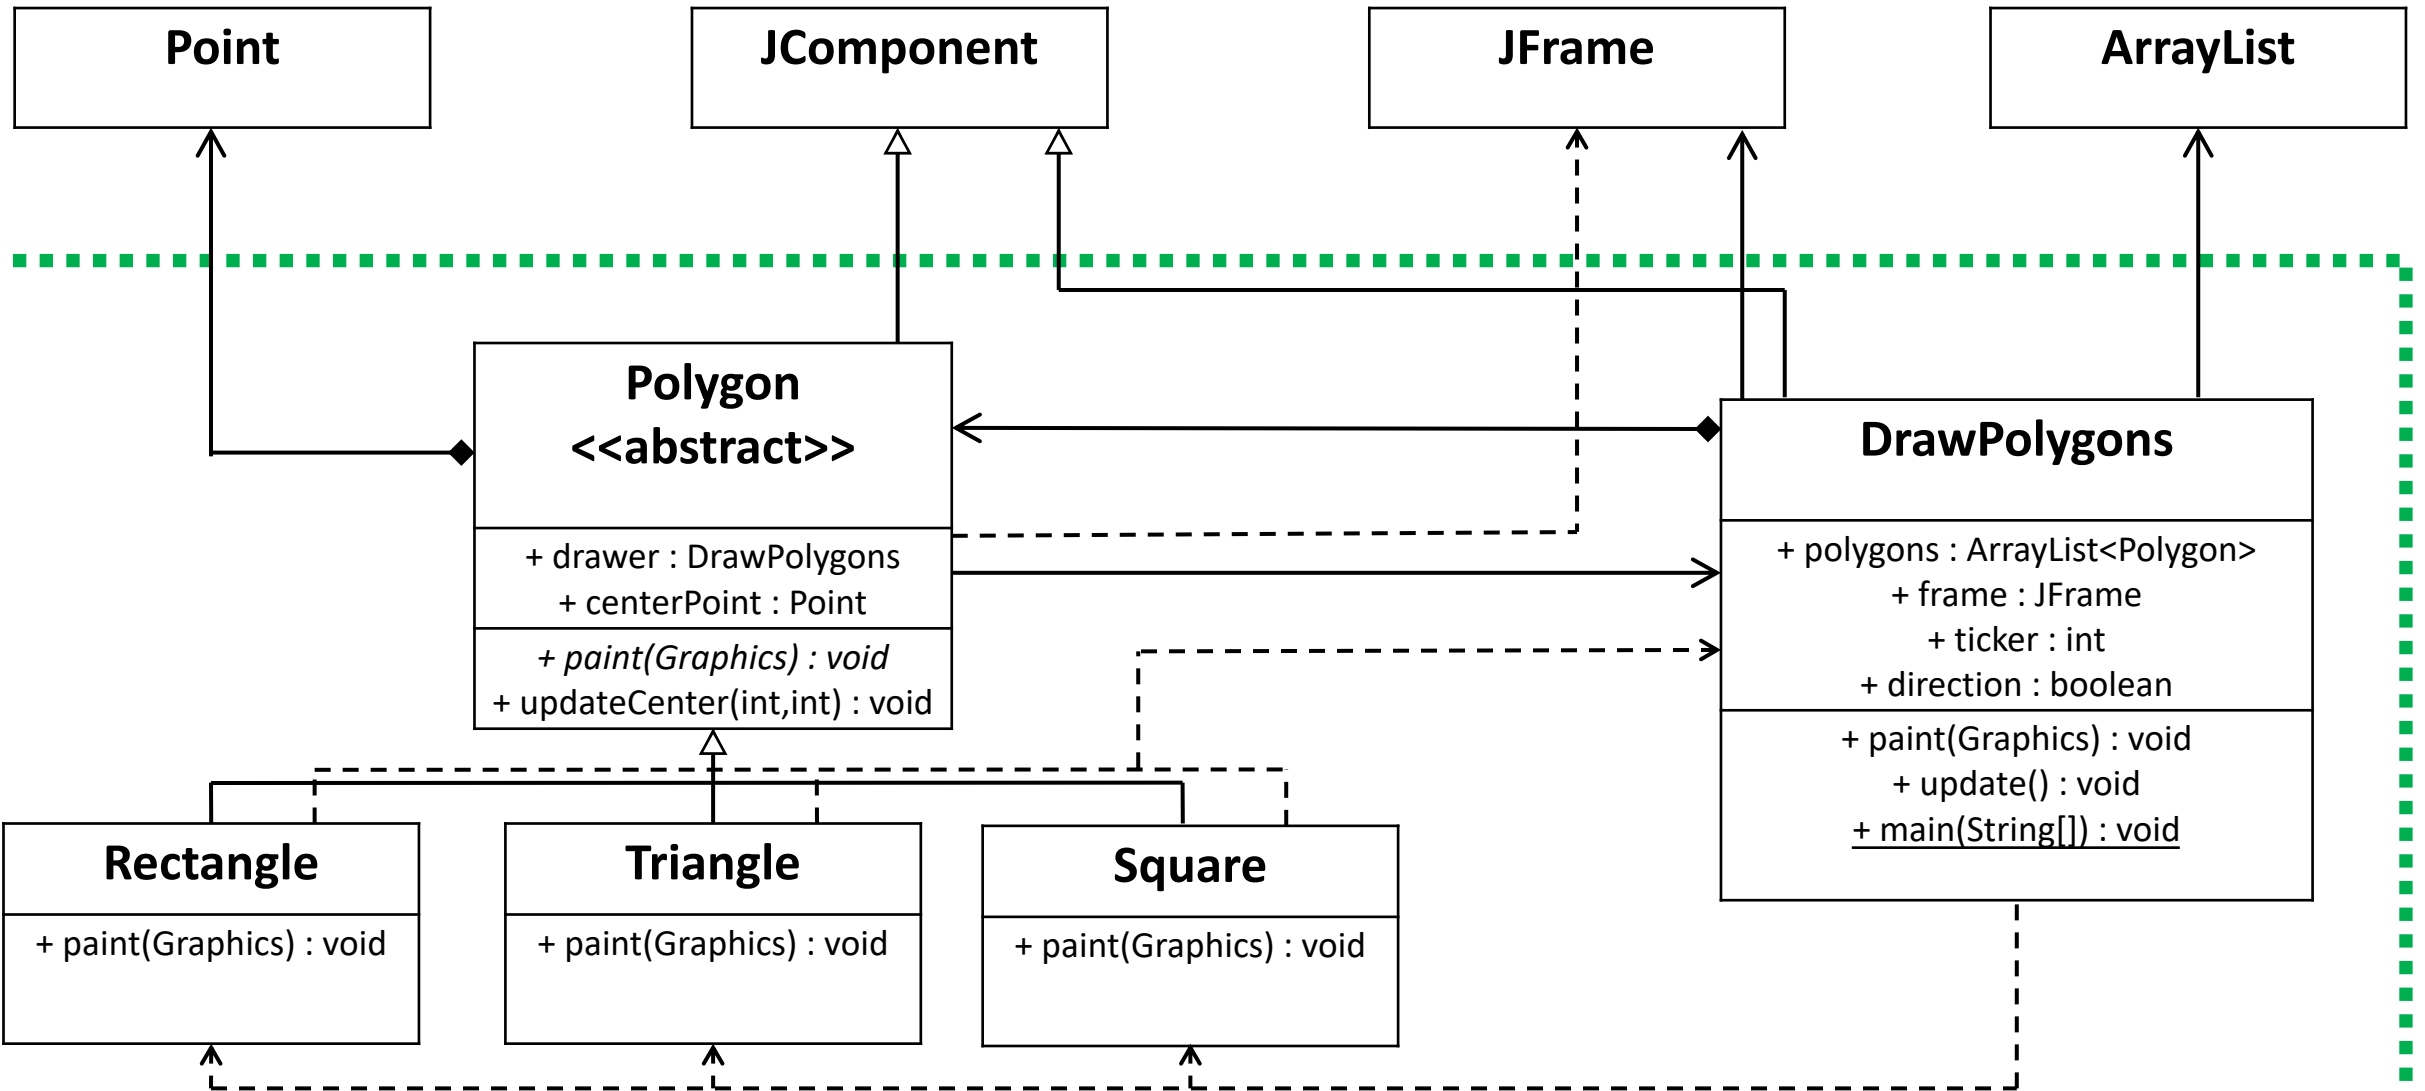 Point
JComponent
JFrame
ArrayList
Polygon
<<abstract>>
+ drawer : DrawPolygons
+ centerPoint : Point
+ paint(Graphics) : void
+ updateCenter(int,int) : void
DrawPolygons
+ polygons : ArrayList<Polygon>
+ frame : JFrame
+ ticker : int
+ direction : boolean
+ paint(Graphics) : void
+ update() : void
+ main(String[]) : void
Rectangle
+ paint(Graphics) : void
Triangle
+ paint(Graphics) : void
Square
+ paint(Graphics) : void